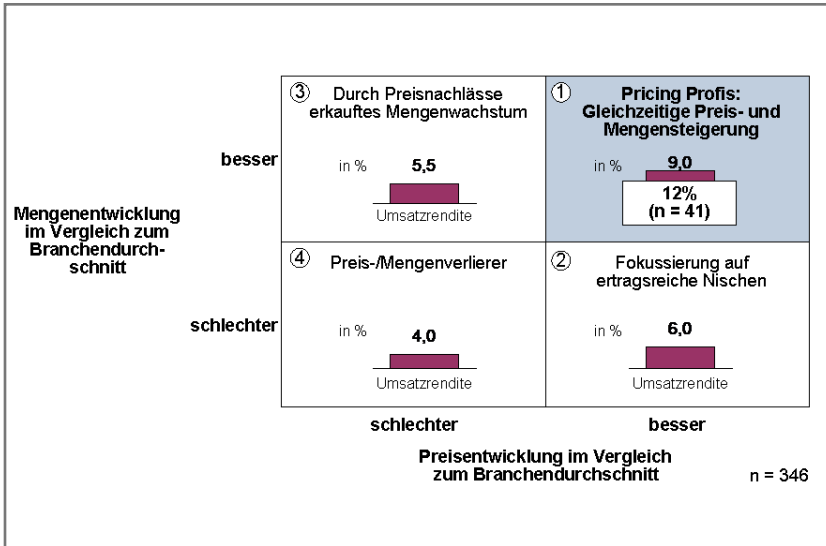 ③ Durch Preisnachlässe
erkauftes Mengenwachstum
① Pricing Profis:
Gleichzeitige Preis- und
Mengensteigerung
besser
in % 5,5
Umsatzrendite
in % 9,0
12%
(n = 41)
Mengenentwicklung
im Vergleich zum
Branchendurch-
schnitt
④ Preis-/Mengenverlierer
② Fokussierung auf
ertragsreiche Nischen
schlechter
in % 4,0
Umsatzrendite
in % 6,0
Umsatzrendite
schlechter
besser
Preisentwicklung im Vergleich
zum Branchendurchschnitt
n = 346